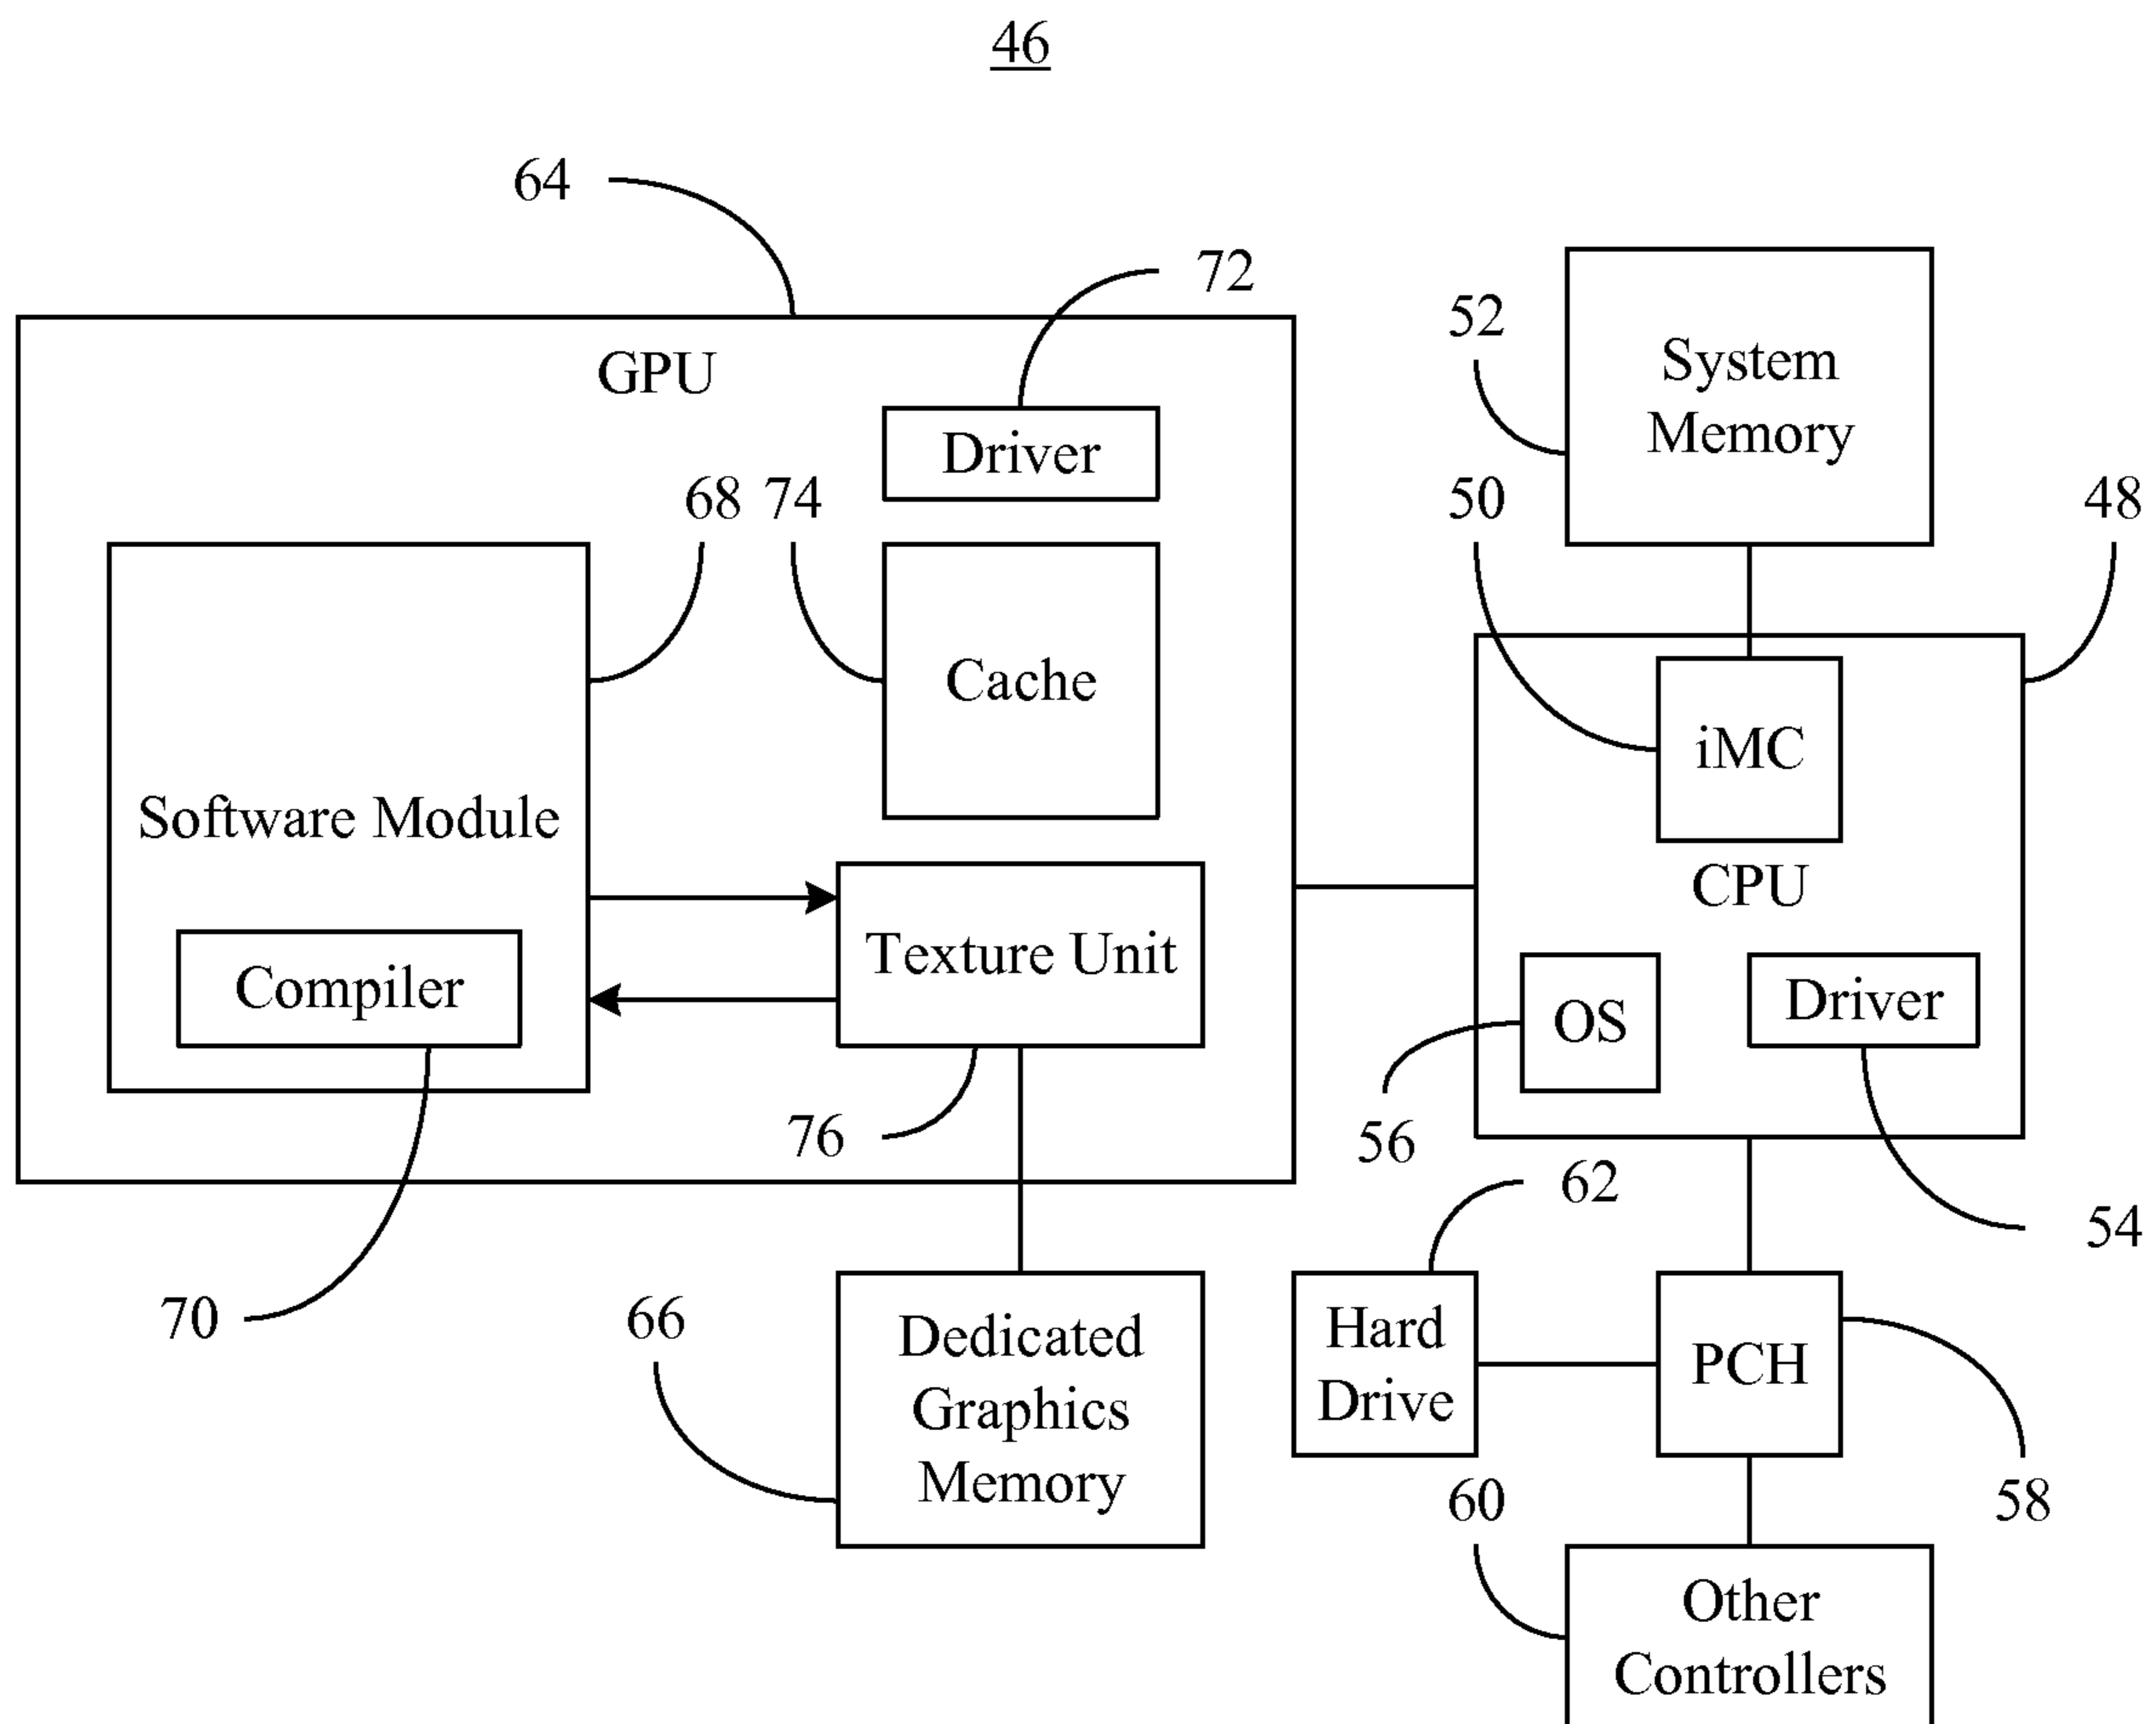 46
64
72
GPU
52
System
Memory
Driver
68
74
50
48
Cache
iMC
Software Module
CPU
Texture Unit
Compiler
OS
Driver
76
56
62
54
70
66
Dedicated
Graphics
Memory
Hard
Drive
PCH
60
58
Other
Controllers